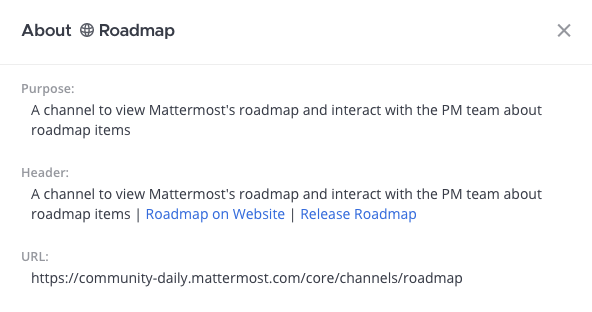 About Roadmap
Purpose:
A channel to view Mattermost's roadmap and interact with the PM team about
roadmap items
Header:
A channel to view Mattermost's roadmap and interact with the PM team about
roadmap items | Roadmap on Website | Release Roadmap
URL:
https://community-daily.mattermost.com/core/channels/roadmap